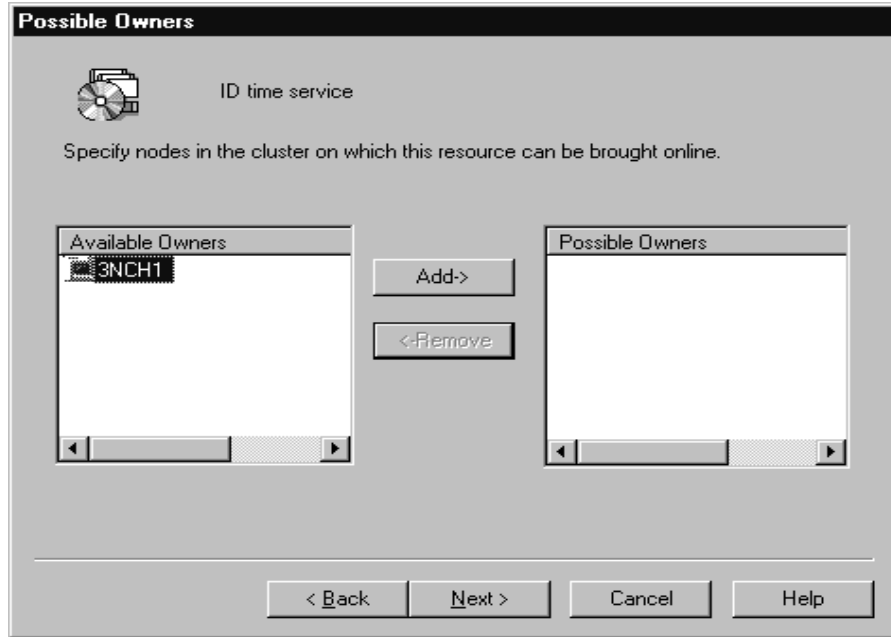 Possible Owners
ID time service
Specify nodes in the cluster on which this resource can be brought online.
Available Owners
3NCH1
Add->
<-Remove
Possible Owners
< Back
Next >
Cancel
Help